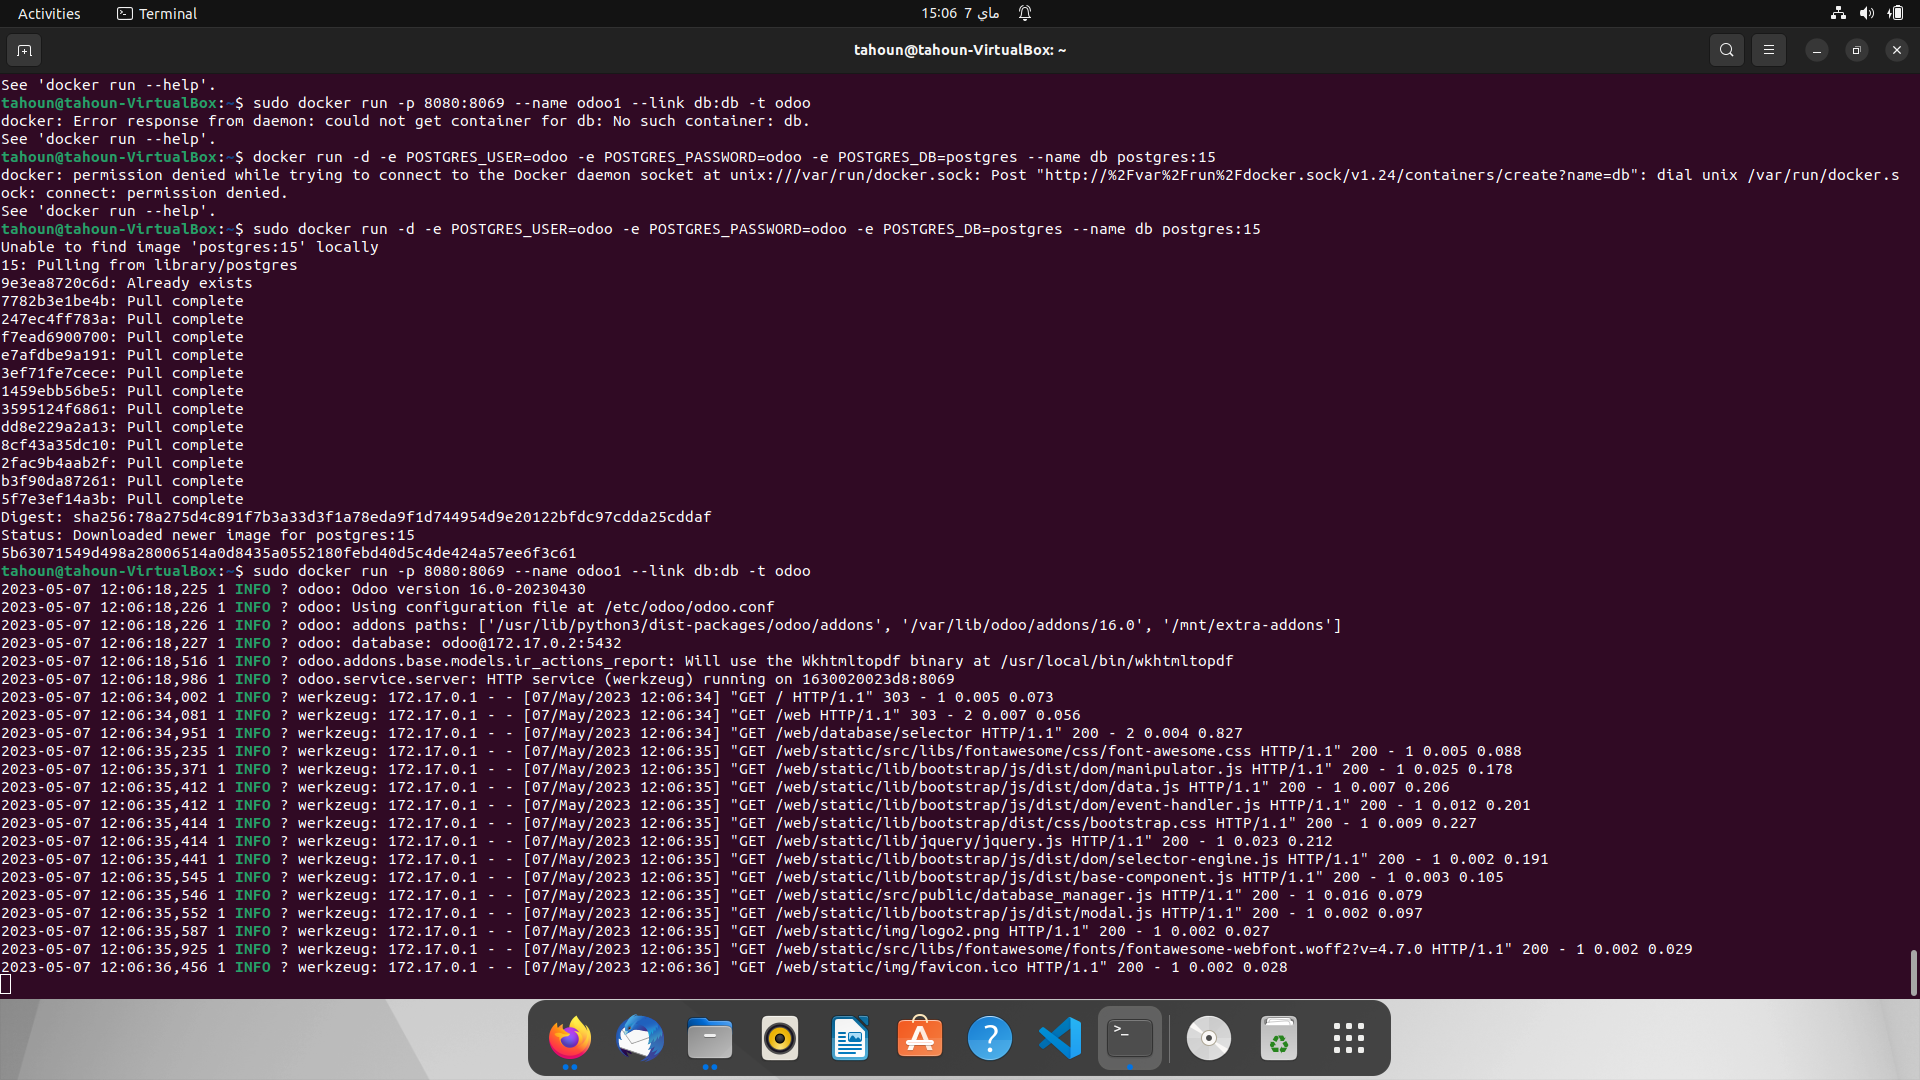 Activities
Terminal
15:06 7 ماي
tahoun@tahoun-VirtualBox: ~
See 'docker run --help'.
tahoun@tahoun-VirtualBox:~$ sudo docker run -p 8080:8069 --name odoo1 --link db:db -t odoo
docker: Error response from daemon: could not get container for db: No such container: db.
See 'docker run --help'.
tahoun@tahoun-VirtualBox:~$ docker run -d -e POSTGRES_USER=odoo -e POSTGRES_PASSWORD=odoo -e POSTGRES_DB=postgres --name db postgres:15
docker: permission denied while trying to connect to the Docker daemon socket at unix:///var/run/docker.sock: Post "http://%2Fvar%2Frun%2Fdocker.sock/v1.24/containers/create?name=db": dial unix /var/run/docker.s
ock: connect: permission denied.
See 'docker run --help'.
tahoun@tahoun-VirtualBox:~$ sudo docker run -d -e POSTGRES_USER=odoo -e POSTGRES_PASSWORD=odoo -e POSTGRES_DB=postgres --name db postgres:15
Unable to find image 'postgres:15' locally
15: Pulling from library/postgres
9e3ea8720c6d: Already exists
7782b3e1be4b: Pull complete
247ec4ff783a: Pull complete
f7ead6900700: Pull complete
e7afdbe9a191: Pull complete
3ef71fe7cece: Pull complete
1459ebb56be5: Pull complete
3595124f6861: Pull complete
dd8e229a2a13: Pull complete
8cf43a35dc10: Pull complete
2fac9b4aab2f: Pull complete
b3f90da87261: Pull complete
5f7e3ef14a3b: Pull complete
Digest: sha256:78a275d4c891f7b3a33d3f1a78eda9f1d744954d9e20122bfdc97cdda25cddaf
Status: Downloaded newer image for postgres:15
5b63071549d498a28006514a0d8435a0552180febd40d5c4de424a57ee6f3c61
tahoun@tahoun-VirtualBox:~$ sudo docker run -p 8080:8069 --name odoo1 --link db:db -t odoo
2023-05-07 12:06:18,225 1 INFO ? odoo: Odoo version 16.0-20230430
2023-05-07 12:06:18,226 1 INFO ? odoo: Using configuration file at /etc/odoo/odoo.conf
2023-05-07 12:06:18,226 1 INFO ? odoo: addons paths: ['/usr/lib/python3/dist-packages/odoo/addons', '/var/lib/odoo/addons/16.0', '/mnt/extra-addons']
2023-05-07 12:06:18,227 1 INFO ? odoo: database: odoo@172.17.0.2:5432
2023-05-07 12:06:18,516 1 INFO ? odoo.addons.base.models.ir_actions_report: Will use the Wkhtmltopdf binary at /usr/local/bin/wkhtmltopdf
2023-05-07 12:06:18,986 1 INFO ? odoo.service.server: HTTP service (werkzeug) running on 1630020023d8:8069
2023-05-07 12:06:34,002 1 INFO ? werkzeug: 172.17.0.1 - - [07/May/2023 12:06:34] "GET / HTTP/1.1" 303 - 1 0.005 0.073
2023-05-07 12:06:34,081 1 INFO ? werkzeug: 172.17.0.1 - - [07/May/2023 12:06:34] "GET /web HTTP/1.1" 303 - 2 0.007 0.056
2023-05-07 12:06:34,951 1 INFO ? werkzeug: 172.17.0.1 - - [07/May/2023 12:06:34] "GET /web/database/selector HTTP/1.1" 200 - 2 0.004 0.827
2023-05-07 12:06:35,235 1 INFO ? werkzeug: 172.17.0.1 - - [07/May/2023 12:06:35] "GET /web/static/src/libs/fontawesome/css/font-awesome.css HTTP/1.1" 200 - 1 0.005 0.088
2023-05-07 12:06:35,371 1 INFO ? werkzeug: 172.17.0.1 - - [07/May/2023 12:06:35] "GET /web/static/lib/bootstrap/js/dist/dom/manipulator.js HTTP/1.1" 200 - 1 0.025 0.178
2023-05-07 12:06:35,412 1 INFO ? werkzeug: 172.17.0.1 - - [07/May/2023 12:06:35] "GET /web/static/lib/bootstrap/js/dist/dom/data.js HTTP/1.1" 200 - 1 0.007 0.206
2023-05-07 12:06:35,412 1 INFO ? werkzeug: 172.17.0.1 - - [07/May/2023 12:06:35] "GET /web/static/lib/bootstrap/js/dist/dom/event-handler.js HTTP/1.1" 200 - 1 0.012 0.201
2023-05-07 12:06:35,414 1 INFO ? werkzeug: 172.17.0.1 - - [07/May/2023 12:06:35] "GET /web/static/lib/bootstrap/dist/css/bootstrap.css HTTP/1.1" 200 - 1 0.009 0.227
2023-05-07 12:06:35,414 1 INFO ? werkzeug: 172.17.0.1 - - [07/May/2023 12:06:35] "GET /web/static/lib/jquery/jquery.js HTTP/1.1" 200 - 1 0.023 0.212
2023-05-07 12:06:35,441 1 INFO ? werkzeug: 172.17.0.1 - - [07/May/2023 12:06:35] "GET /web/static/lib/bootstrap/js/dist/dom/selector-engine.js HTTP/1.1" 200 - 1 0.002 0.191
2023-05-07 12:06:35,545 1 INFO ? werkzeug: 172.17.0.1 - - [07/May/2023 12:06:35] "GET /web/static/lib/bootstrap/js/dist/base-component.js HTTP/1.1" 200 - 1 0.003 0.105
2023-05-07 12:06:35,546 1 INFO ? werkzeug: 172.17.0.1 - - [07/May/2023 12:06:35] "GET /web/static/src/public/database_manager.js HTTP/1.1" 200 - 1 0.016 0.079
2023-05-07 12:06:35,552 1 INFO ? werkzeug: 172.17.0.1 - - [07/May/2023 12:06:35] "GET /web/static/lib/bootstrap/js/dist/modal.js HTTP/1.1" 200 - 1 0.002 0.097
2023-05-07 12:06:35,587 1 INFO ? werkzeug: 172.17.0.1 - - [07/May/2023 12:06:35] "GET /web/static/img/logo2.png HTTP/1.1" 200 - 1 0.002 0.027
2023-05-07 12:06:35,925 1 INFO ? werkzeug: 172.17.0.1 - - [07/May/2023 12:06:35] "GET /web/static/src/libs/fontawesome/fonts/fontawesome-webfont.woff2?v=4.7.0 HTTP/1.1" 200 - 1 0.002 0.029
2023-05-07 12:06:36,456 1 INFO ? werkzeug: 172.17.0.1 - - [07/May/2023 12:06:36] "GET /web/static/img/favicon.ico HTTP/1.1" 200 - 1 0.002 0.028